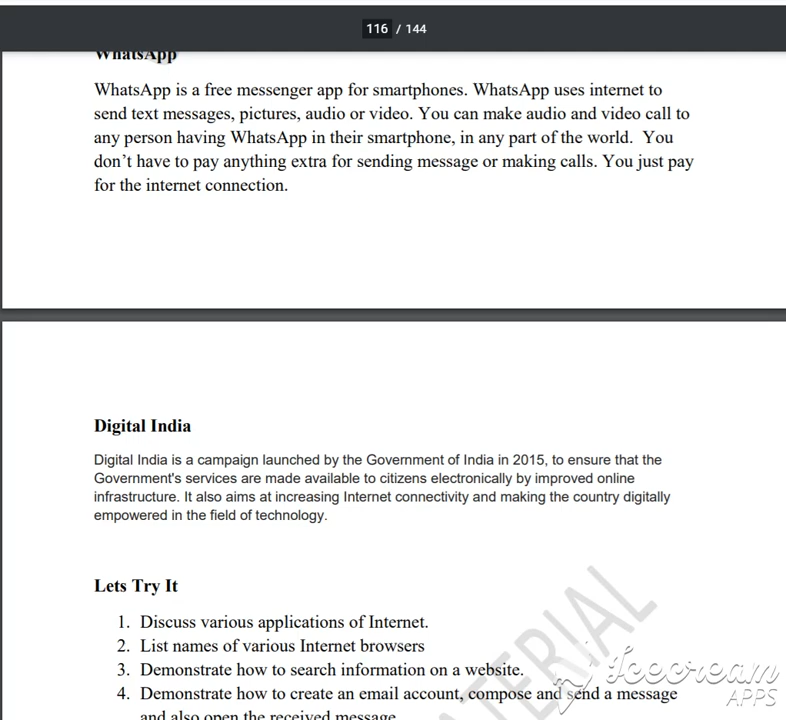 116 / 144
WhatsApp
WhatsApp is a free messenger app for smartphones. WhatsApp uses internet to
send text messages, pictures, audio or video. You can make audio and video call to
any person having WhatsApp in their smartphone, in any part of the world.  You
don’t have to pay anything extra for sending message or making calls. You just pay
for the internet connection.
Digital India
Digital India is a campaign launched by the Government of India in 2015, to ensure that the
Government's services are made available to citizens electronically by improved online
infrastructure. It also aims at increasing Internet connectivity and making the country digitally
empowered in the field of technology.
Lets Try It
1. Discuss various applications of Internet.
2. List names of various Internet browsers
3. Demonstrate how to search information on a website.
4. Demonstrate how to create an email account, compose and send a message
and also open the received message
TERIAL
Icecream
APPS